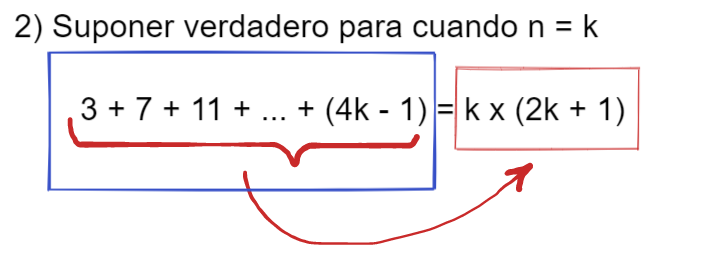 2) Suponer verdadero para cuando n = k
3 + 7 + 11 + ... + (4k - 1) = k x (2k + 1)